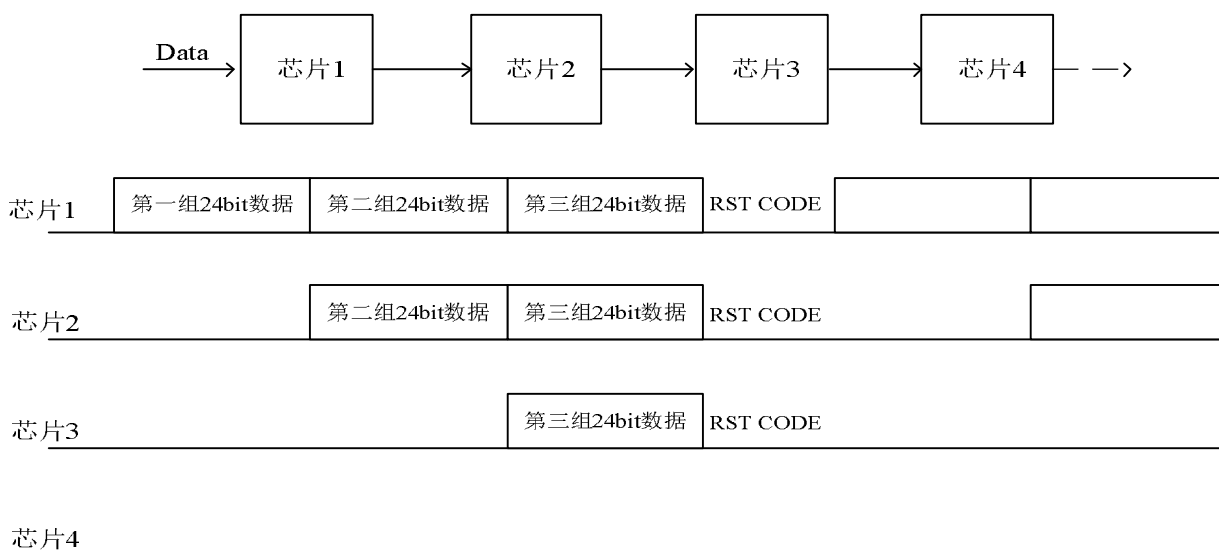 Data
芯片1 芯片2 芯片3 芯片4
芯片1 第一组24bit数据 第二组24bit数据 第三组24bit数据 RST CODE
芯片2 第二组24bit数据 第三组24bit数据 RST CODE
芯片3 第三组24bit数据 RST CODE
芯片4